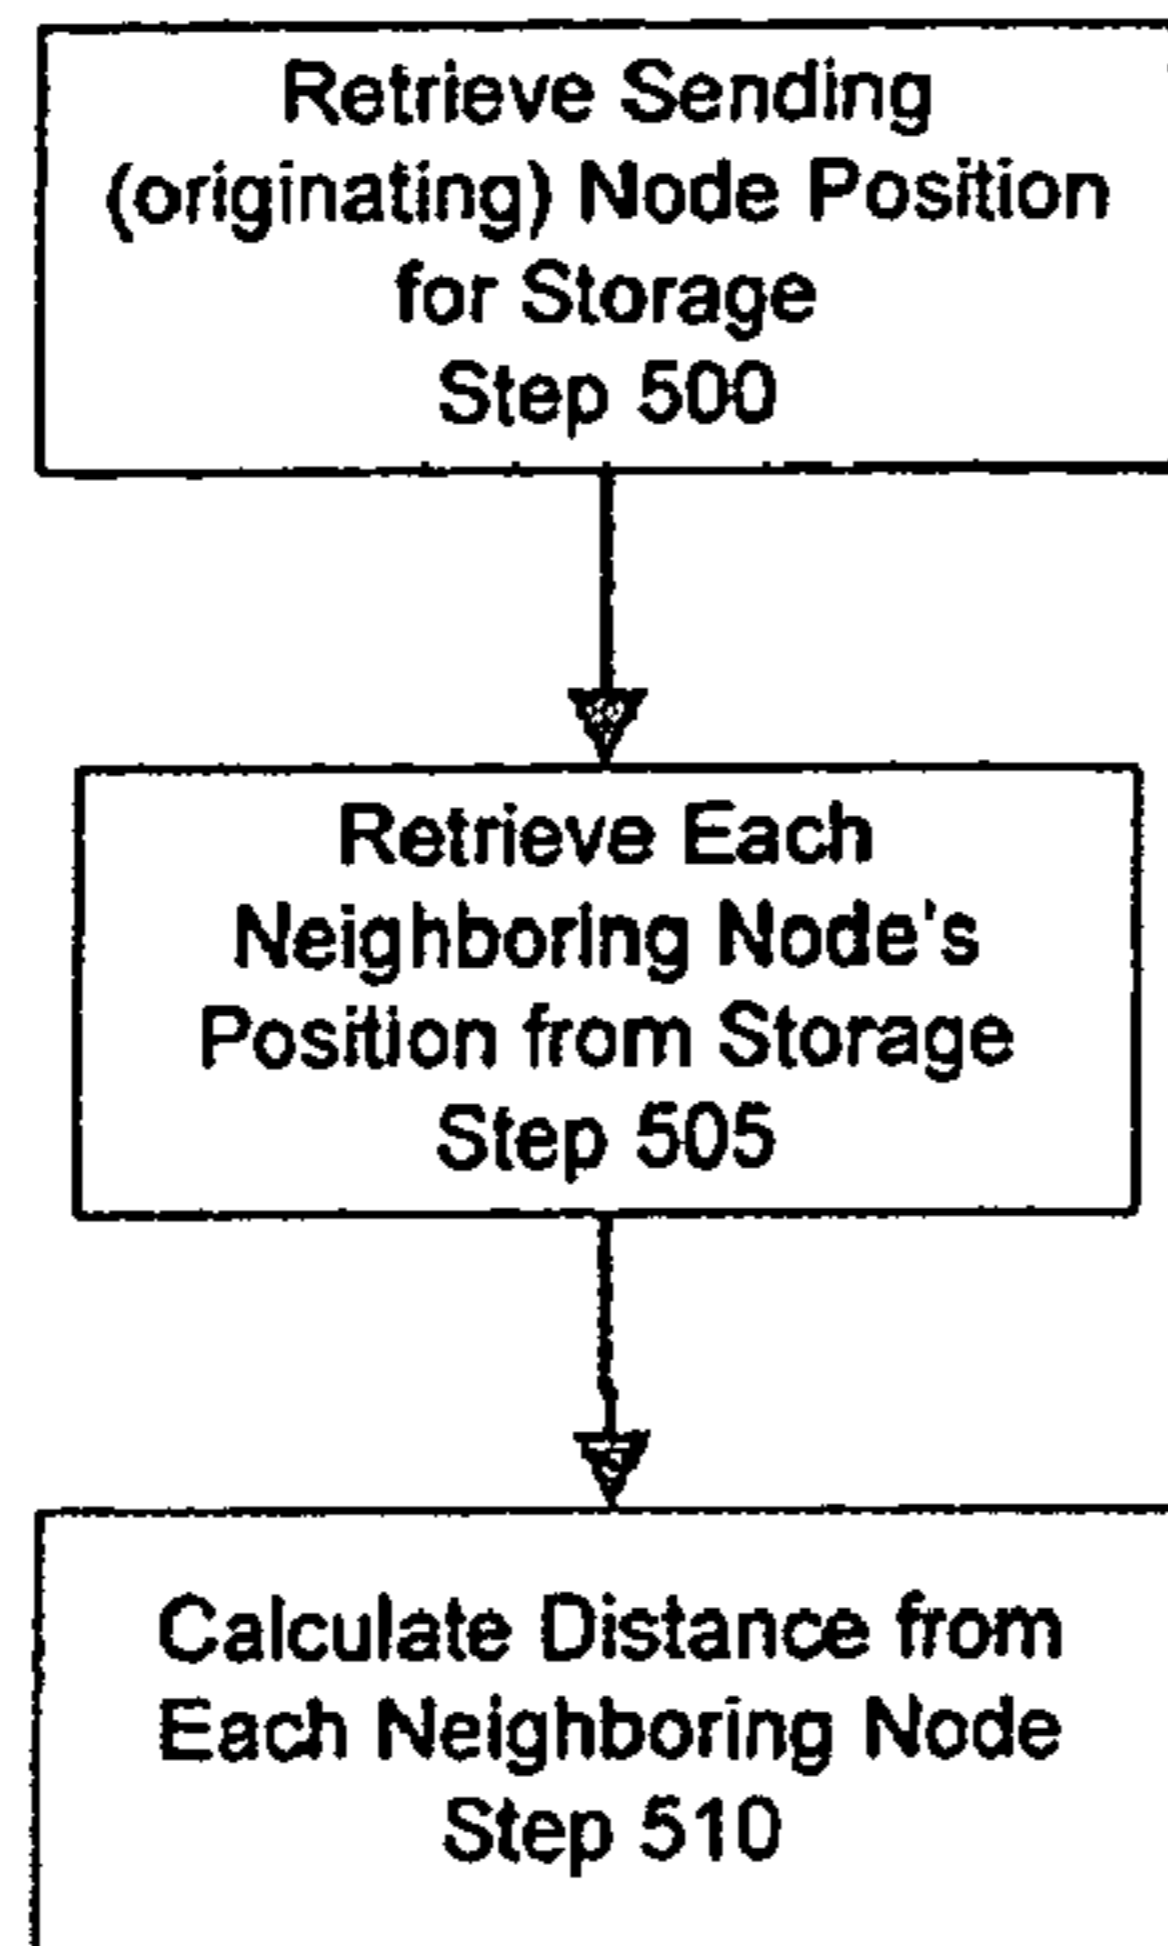 Retrieve Sending
(originating) Node Position
for Storage
Step 500
Retrieve Each
Neighboring Node's
Position from Storage
Step 505
Calculate Distance from
Each Neighboring Node
Step 510